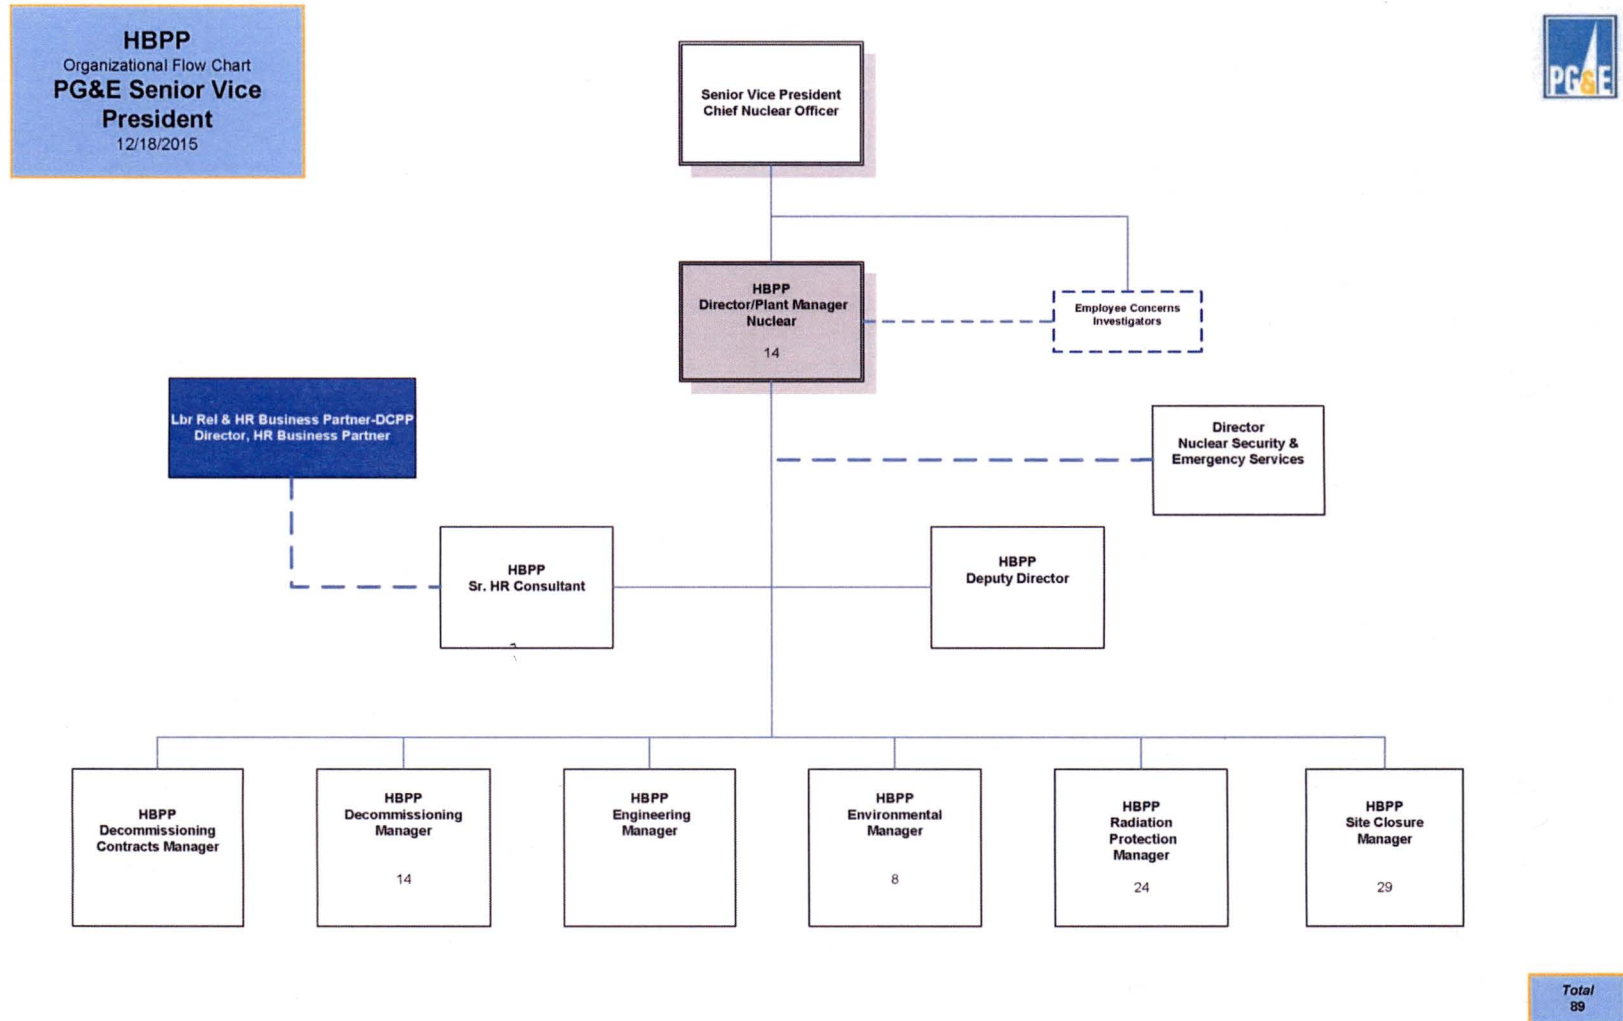 HBPP
Organizational Flow Chart
PG&E Senior Vice
President
12/18/2015
PG&E
Senior Vice President
Chief Nuclear Officer
HBPP
Director/Plant Manager
Nuclear
14
Employee Concerns
Investigators
Lbr Rel & HR Business Partner-DCPP
Director, HR Business Partner
Director
Nuclear Security &
Emergency Services
HBPP
Sr. HR Consultant
HBPP
Deputy Director
HBPP
Decommissioning
Contracts Manager
HBPP
Decommissioning
Manager
14
HBPP
Engineering
Manager
HBPP
Environmental
Manager
8
HBPP
Radiation
Protection
Manager
24
HBPP
Site Closure
Manager
29
Total
89